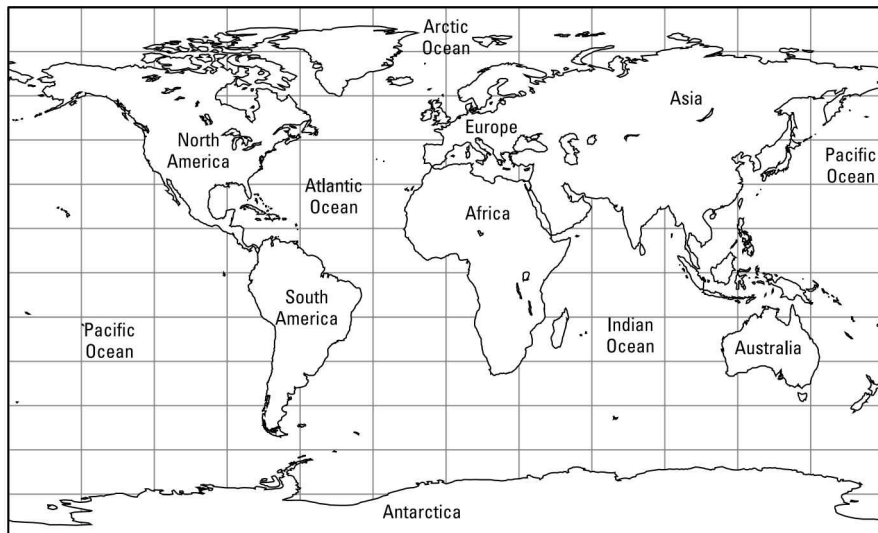 Arctic
Ocean
Asia
Europe
North
America
Pacific
Ocean
Atlantic
Ocean
Africa
South
America
Indian
Ocean
Pacific
Ocean
Australia
Antarctica